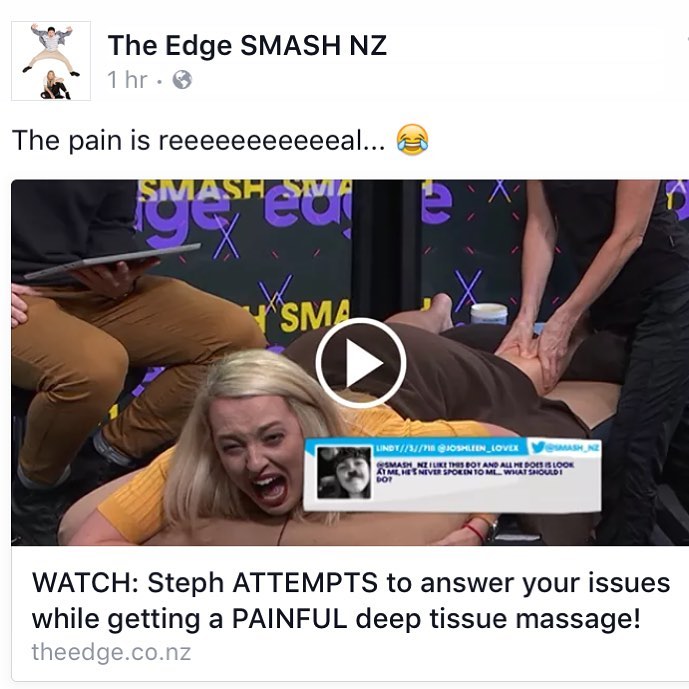 The Edge SMASH NZ
1 hr ·
The pain is reeeeeeeeeeeal... 😂
SMASH SMA
edge
H SMA
LINDY//3//7111 @JOSHLEEN_LOVEX @SMASH_NZ
@SMASH_NZ I LIKE THIS BOY AND ALL HE DOES IS LOOK
AT ME, HE'S NEVER SPOKEN TO ME... WHAT SHOULD I
DO?
WATCH: Steph ATTEMPTS to answer your issues
while getting a PAINFUL deep tissue massage!
theedge.co.nz